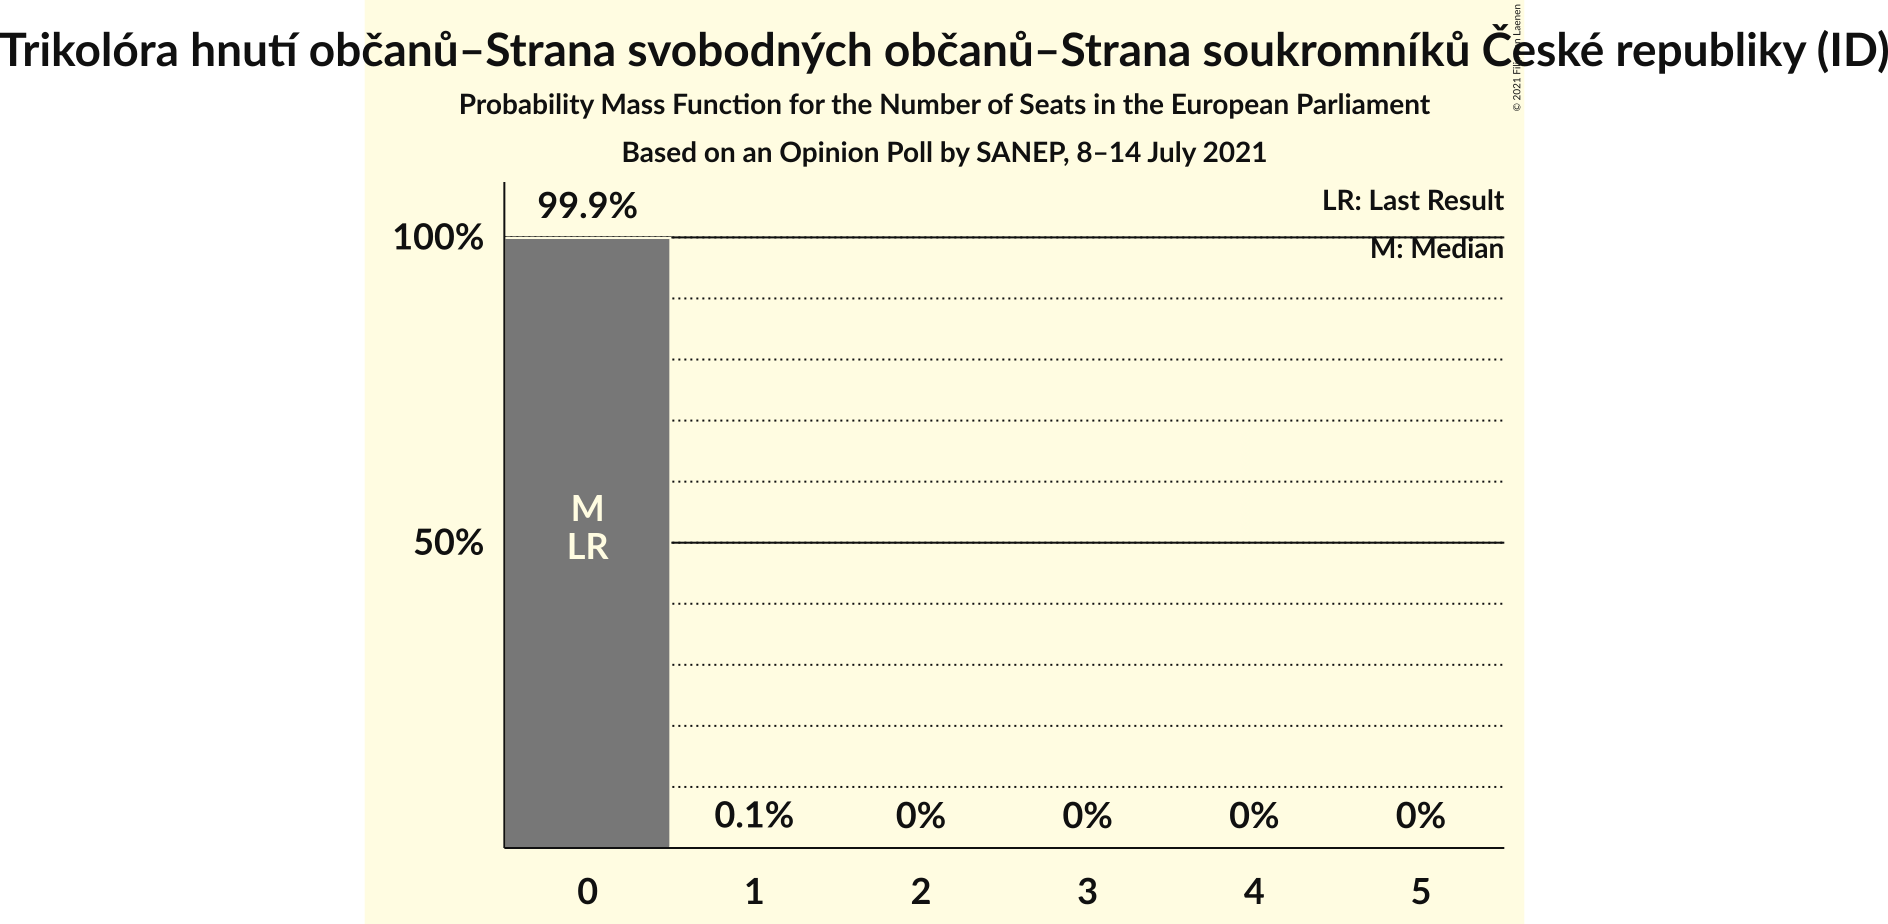 Trikolóra hnutí občanů–Strana svobodných občanů–Strana soukromníků České republiky (ID)
Probability Mass Function for the Number of Seats in the European Parliament
Based on an Opinion Poll by SANEP, 8–14 July 2021
LR: Last Result
M: Median
99.9%
100%
M
LR
50%
0.1% 0% 0% 0% 0%
0 1 2 3 4 5
© 2021 Laenen